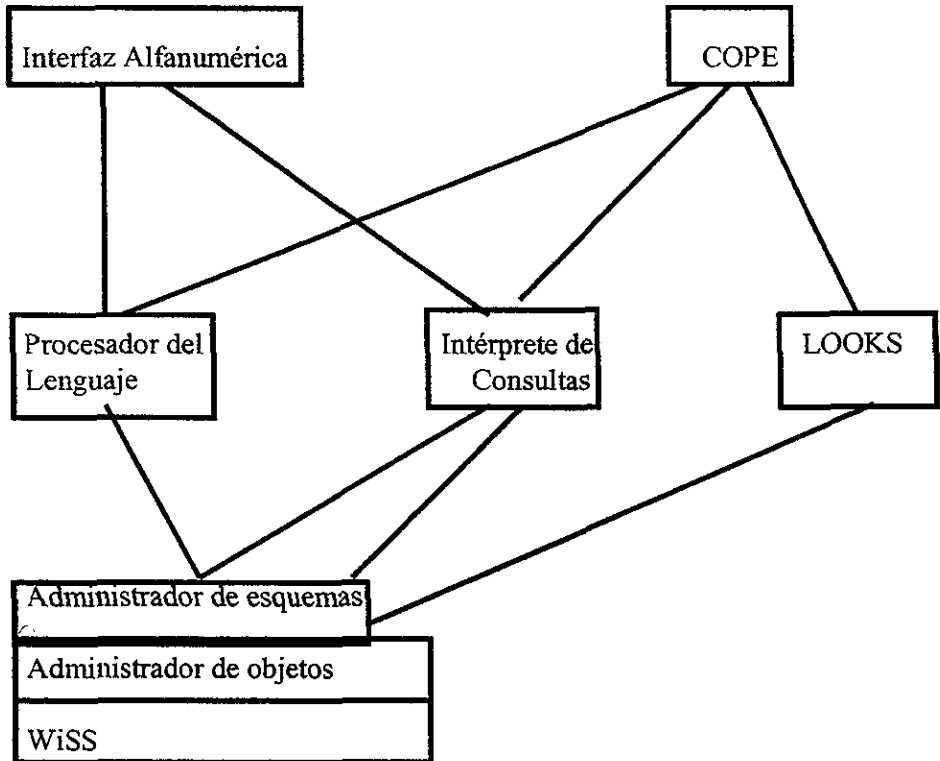 Interfaz Alfanumérica
COPE
Procesador del
Lenguaje
Intérprete de
Consultas
LOOKS
Administrador de esquemas
Administrador de objetos
WiSS